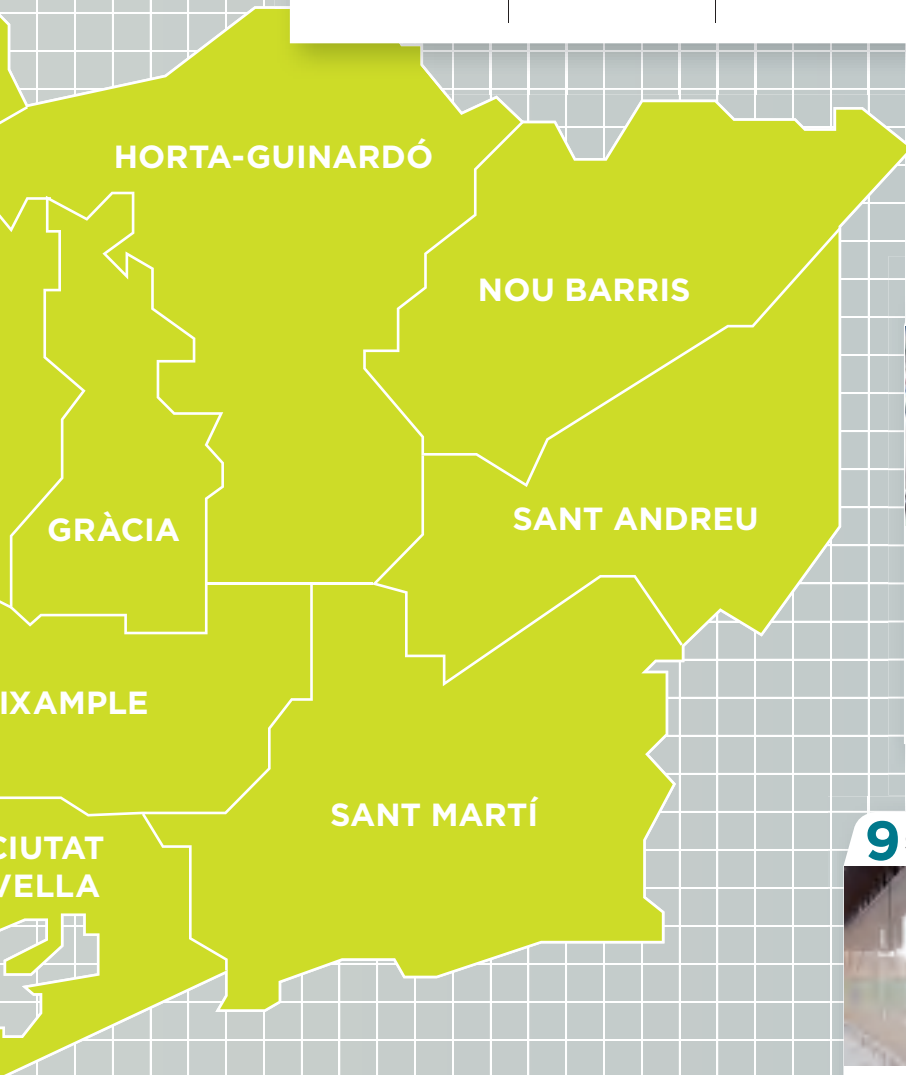 HORTA-GUINARDÓ
NOU BARRIS
SANT ANDREU
GRÀCIA
IXAMPLE
SANT MARTÍ
CIUTAT
VELLA
9